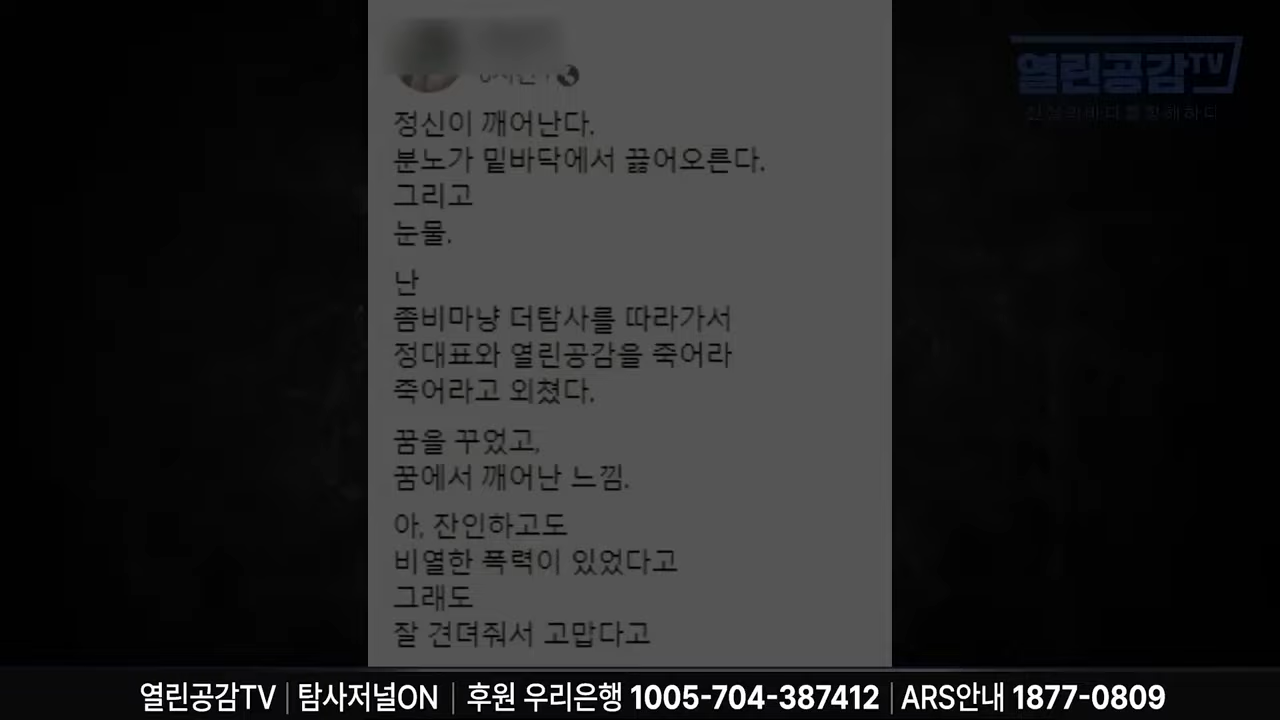 열린공감TV
정신이 깨어난다.
분노가 밑바닥에서 끓어오른다.
그리고
눈물.
난
좀비마냥 더탐사를 따라가서
정대표와 열린공감을 죽어라
죽어라고 외쳤다.
꿈을 꾸었고,
꿈에서 깨어난 느낌.
아, 잔인하고도
비열한 폭력이 있었다고
그래도
잘 견뎌줘서 고맙다고
열린공감TV | 탐사저널ON | 후원 우리은행 1005-704-387412 | ARS안내 1877-0809